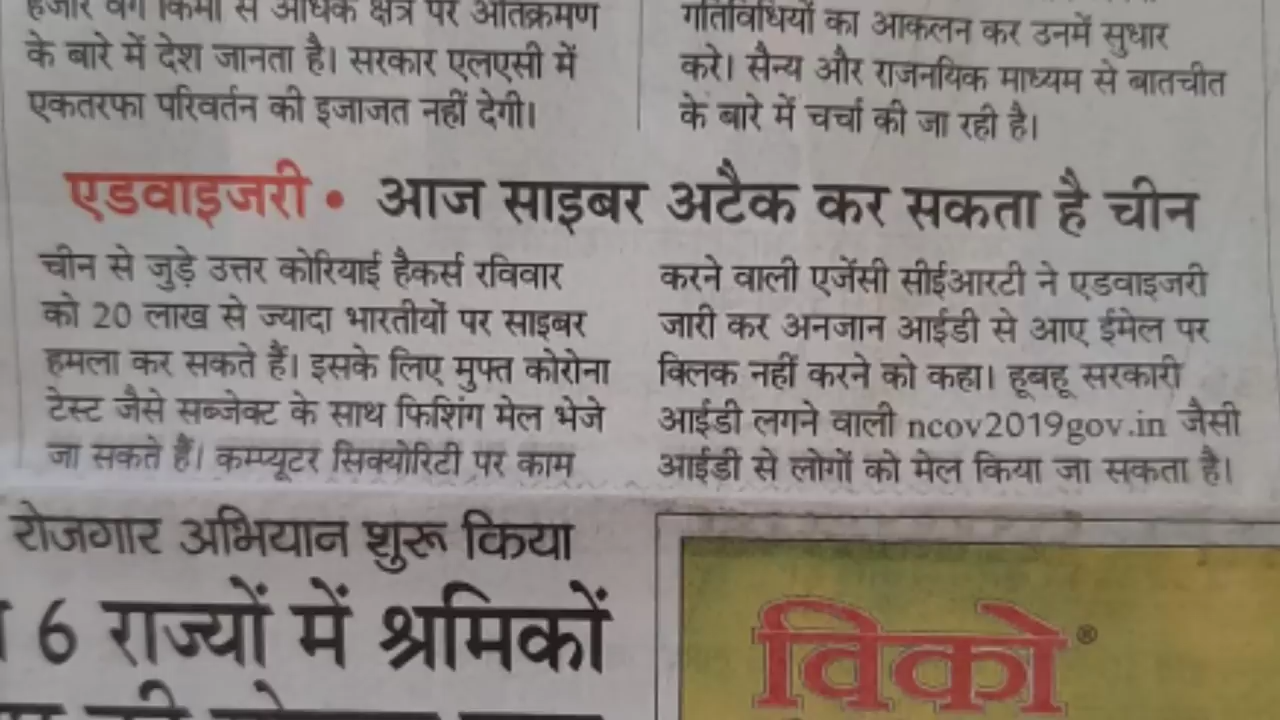 हजार वर्ग किमी से अधिक क्षेत्र पर अतिक्रमण
के बारे में देश जानता है। सरकार एलएसी में
एकतरफा परिवर्तन की इजाजत नहीं देगी।
गतिविधियों का आकलन कर उनमें सुधार
करे। सैन्य और राजनयिक माध्यम से बातचीत
के बारे में चर्चा की जा रही है।
एडवाइजरी • आज साइबर अटैक कर सकता है चीन
चीन से जुड़े उत्तर कोरियाई हैकर्स रविवार
को 20 लाख से ज्यादा भारतीयों पर साइबर
हमला कर सकते हैं। इसके लिए मुफ्त कोरोना
टेस्ट जैसे सब्जेक्ट के साथ फिशिंग मेल भेजे
जा सकते हैं। कम्प्यूटर सिक्योरिटी पर काम
करने वाली एजेंसी सीईआरटी ने एडवाइजरी
जारी कर अनजान आईडी से आए ईमेल पर
क्लिक नहीं करने को कहा। हूबहू सरकारी
आईडी लगने वाली ncov2019gov.in जैसी
आईडी से लोगों को मेल किया जा सकता है।
रोजगार अभियान शुरू किया
6 राज्यों में श्रमिकों
विको®